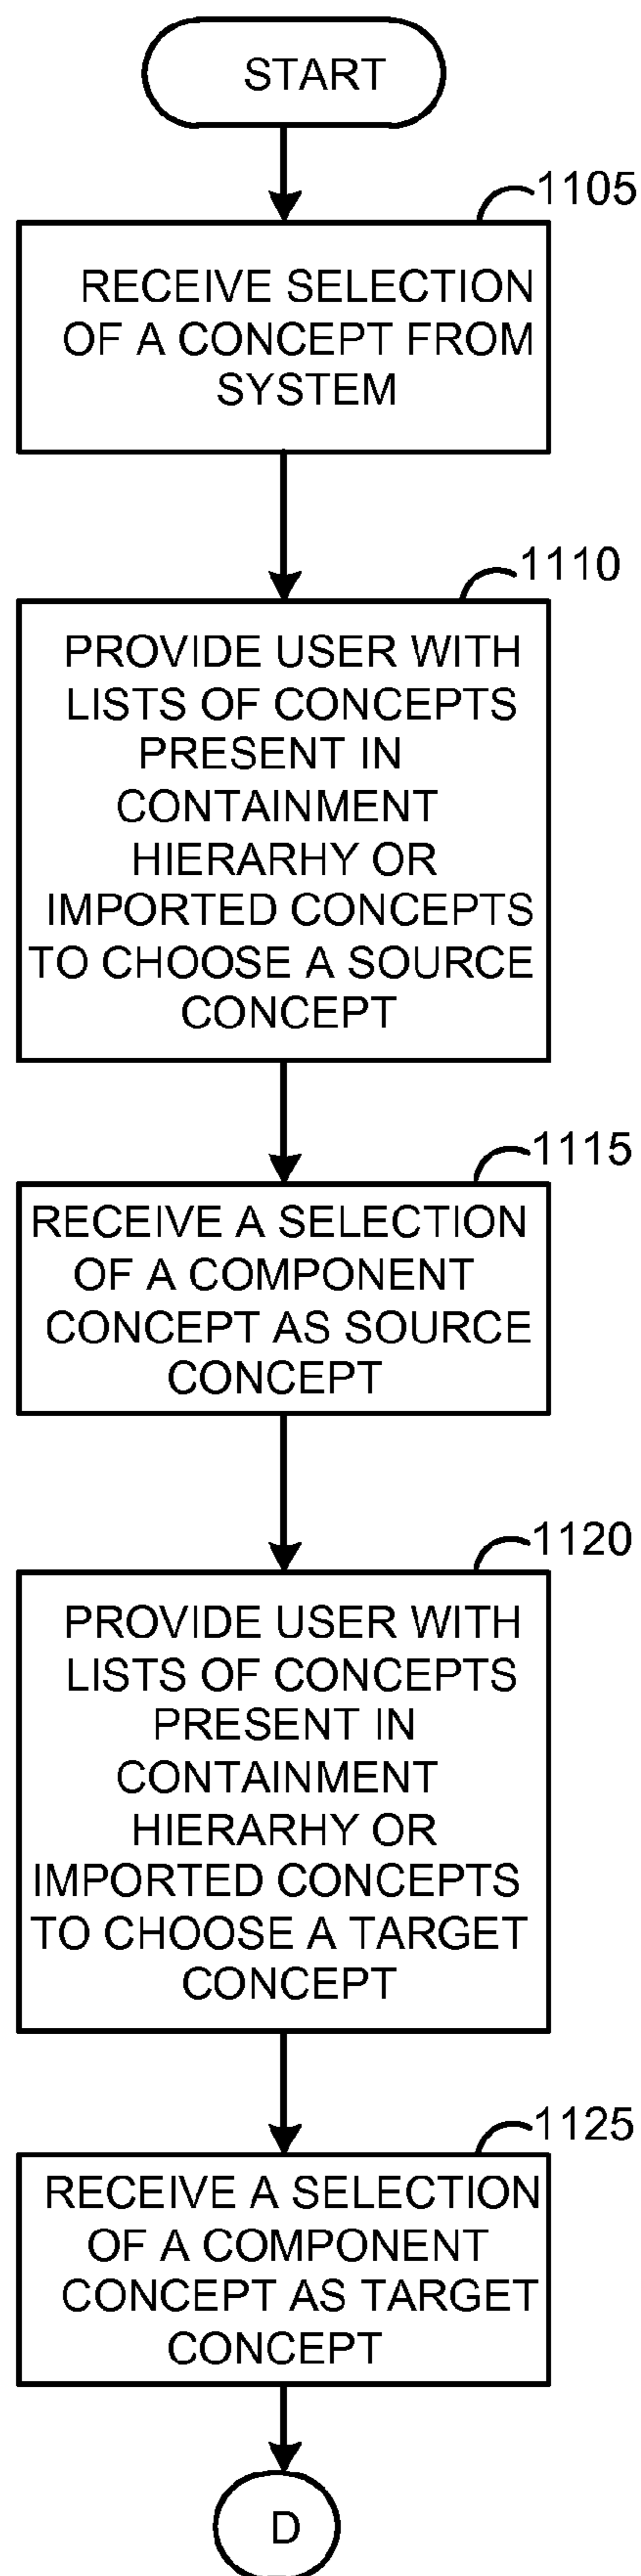 START
1105
RECEIVE SELECTION
OF A CONCEPT FROM
SYSTEM
1110
PROVIDE USER WITH
LISTS OF CONCEPTS
PRESENT IN
CONTAINMENT
HIERARHY OR
IMPORTED CONCEPTS
TO CHOOSE A SOURCE
CONCEPT
1115
RECEIVE A SELECTION
OF A COMPONENT
CONCEPT AS SOURCE
CONCEPT
1120
PROVIDE USER WITH
LISTS OF CONCEPTS
PRESENT IN
CONTAINMENT
HIERARHY OR
IMPORTED CONCEPTS
TO CHOOSE A TARGET
CONCEPT
1125
RECEIVE A SELECTION
OF A COMPONENT
CONCEPT AS TARGET
CONCEPT
D